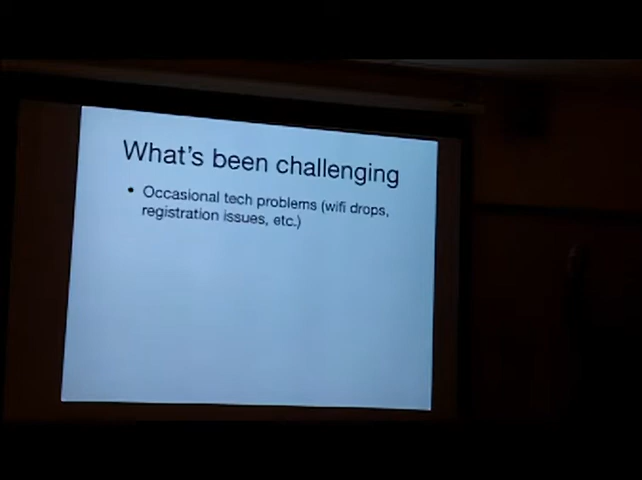 What's been challenging
• Occasional tech problems (wifi drops,
registration issues, etc.)